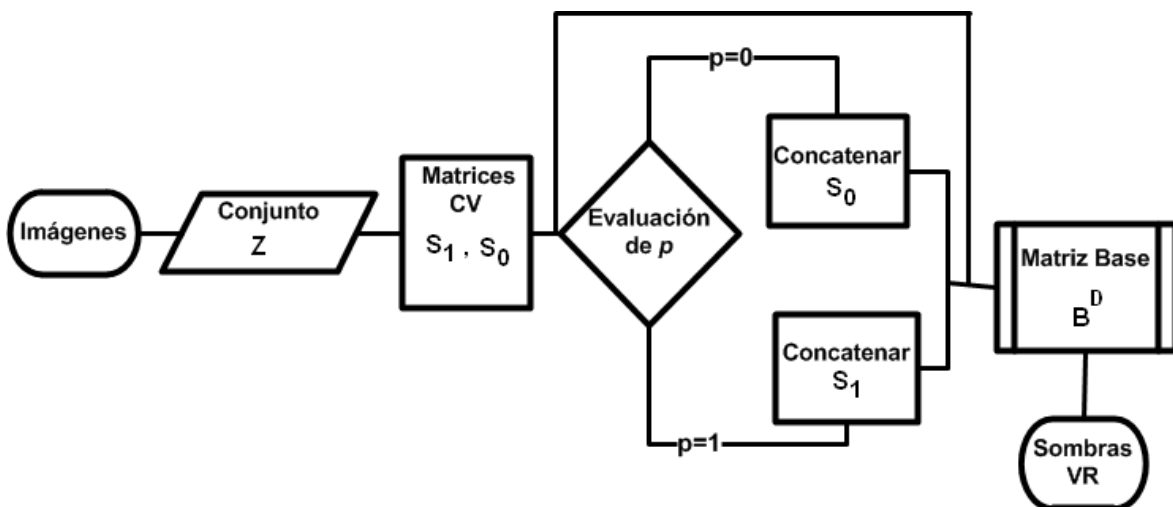 Imágenes
Conjunto
Z
Matrices
CV
S1 , S0
Evaluación
de p
p=0
Concatenar
S0
p=1
Concatenar
S1
Matriz Base
B^D
Sombras
VR